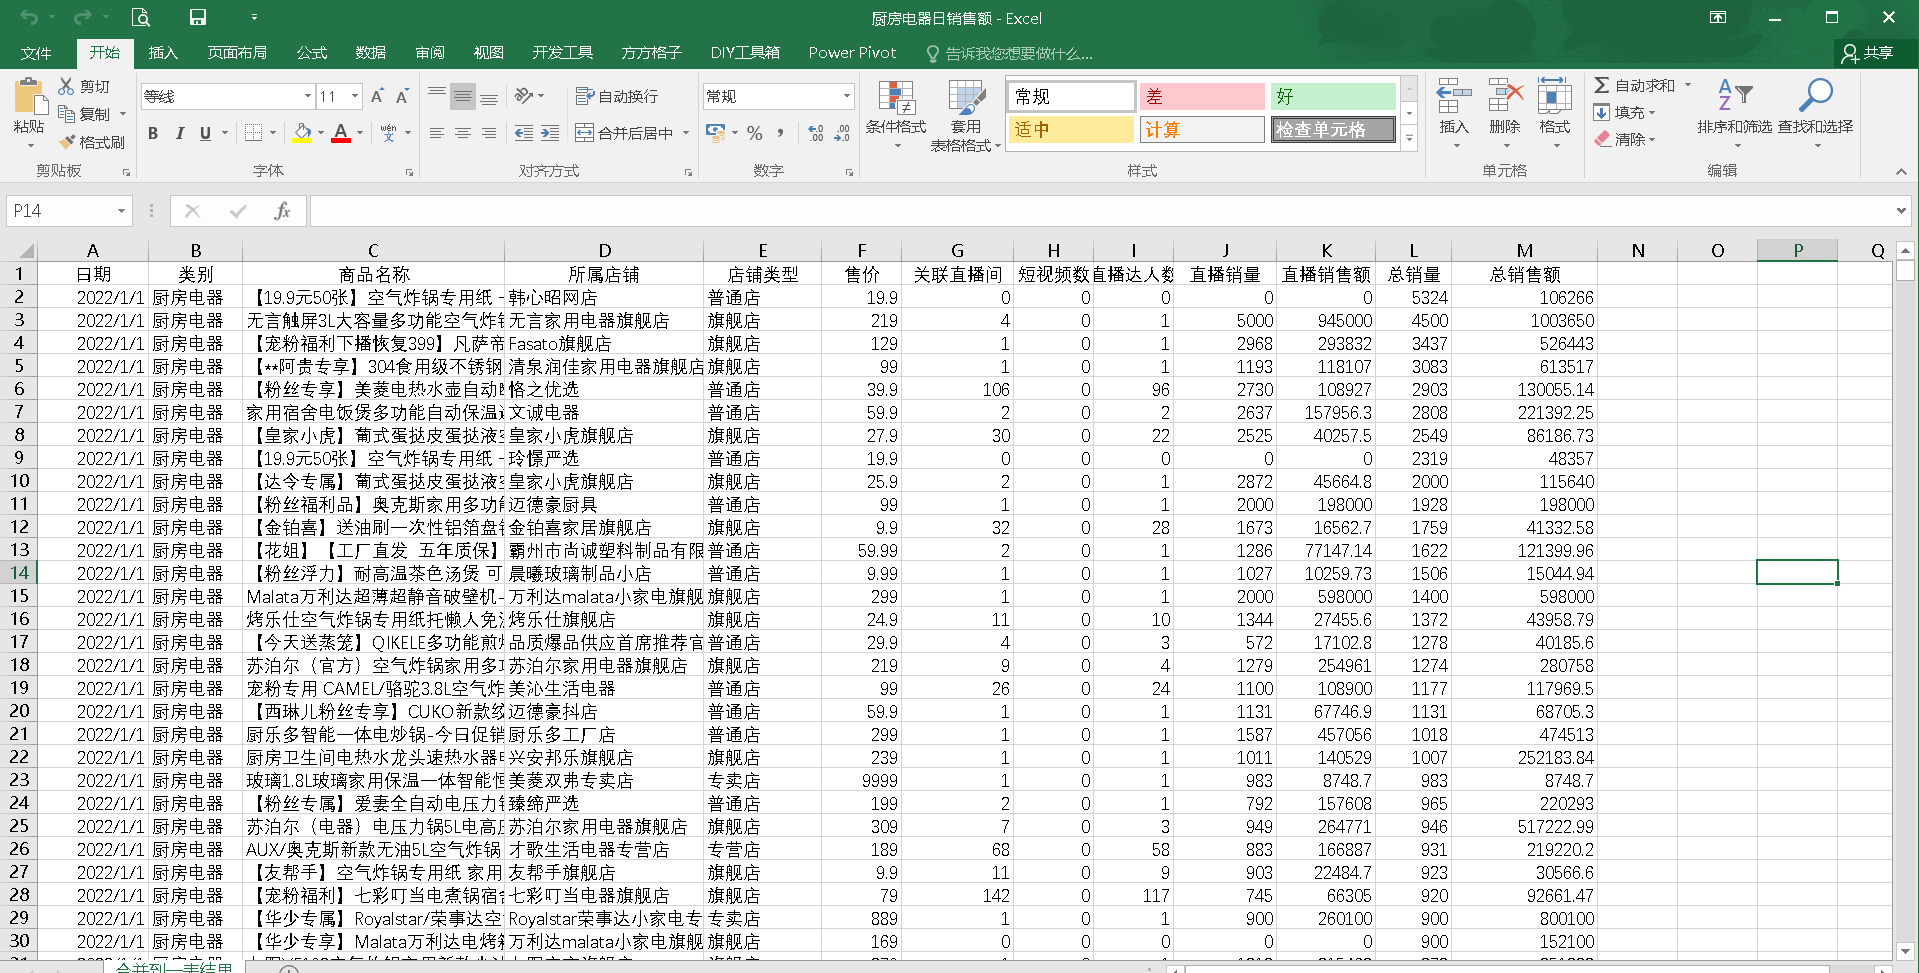 厨房电器日销售额 - Excel
文件 开始 插入 页面布局 公式 数据 审阅 视图 开发工具 方方格子 DIY工具箱 Power Pivot 告诉我您想要做什么... 共享
粘贴 剪切 复制 格式刷 剪贴板
等线 11 B I U A wén 文 字体
自动换行 合并后居中 对齐方式
常规 % 数字
条件格式 套用 表格格式 常规 差 好 适中 计算 检查单元格 样式
插入 删除 格式 单元格
自动求和 填充 清除 排序和筛选 查找和选择 编辑
P14 fx
A B C D E F G H I J K L M N O P Q
1 日期 类别 商品名称 所属店铺 店铺类型 售价 关联直播间 短视频数 直播达人数 直播销量 直播销售额 总销量 总销售额
2 2022/1/1 厨房电器 【19.9元50张】空气炸锅专用纸 - 韩心昭网店 普通店 19.9 0 0 0 0 0 5324 106266
3 2022/1/1 厨房电器 无言触屏3L大容量多功能空气炸 无言家用电器旗舰店 旗舰店 219 4 0 1 5000 945000 4500 1003650
4 2022/1/1 厨房电器 【宠粉福利下播恢复399】凡萨帝 Fasato旗舰店 旗舰店 129 1 0 1 2968 293832 3437 526443
5 2022/1/1 厨房电器 【**阿贵专享】304食用级不锈钢 清泉润佳家用电器旗舰店 旗舰店 99 1 0 1 1193 118107 3083 613517
6 2022/1/1 厨房电器 【粉丝专享】美菱电热水壶自动 恪之优选 普通店 39.9 106 0 96 2730 108927 2903 130055.14
7 2022/1/1 厨房电器 家用宿舍电饭煲多功能自动保温 文诚电器 普通店 59.9 2 0 2 2637 157956.3 2808 221392.25
8 2022/1/1 厨房电器 【皇家小虎】葡式蛋挞皮蛋挞液 皇家小虎旗舰店 旗舰店 27.9 30 0 22 2525 40257.5 2549 86186.73
9 2022/1/1 厨房电器 【19.9元50张】空气炸锅专用纸 - 玲憬严选 普通店 19.9 0 0 0 0 0 2319 48357
10 2022/1/1 厨房电器 【达令专属】葡式蛋挞皮蛋挞液 皇家小虎旗舰店 旗舰店 25.9 2 0 1 2872 45664.8 2000 115640
11 2022/1/1 厨房电器 【粉丝福利品】奥克斯家用多功 迈德豪厨具 普通店 99 1 0 1 2000 198000 1928 198000
12 2022/1/1 厨房电器 【金铂喜】送油刷一次性铝箔盘 金铂喜家居旗舰店 旗舰店 9.9 32 0 28 1673 16562.7 1759 41332.58
13 2022/1/1 厨房电器 【花姐】【工厂直发 五年质保】 霸州市尚诚塑料制品有限 普通店 59.99 2 0 1 1286 77147.14 1622 121399.96
14 2022/1/1 厨房电器 【粉丝浮力】耐高温茶色汤煲 可 晨曦玻璃制品小店 普通店 9.99 1 0 1 1027 10259.73 1506 15044.94
15 2022/1/1 厨房电器 Malata万利达超薄超静音破壁机- 万利达malata小家电旗舰 旗舰店 299 1 0 1 2000 598000 1400 598000
16 2022/1/1 厨房电器 烤乐仕空气炸锅专用纸托懒人免 烤乐仕旗舰店 旗舰店 24.9 11 0 10 1344 27455.6 1372 43958.79
17 2022/1/1 厨房电器 【今天送蒸笼】QIKELE多功能煎 品质爆品供应首席推荐官 普通店 29.9 4 0 3 572 17102.8 1278 40185.6
18 2022/1/1 厨房电器 苏泊尔（官方）空气炸锅家用多 苏泊尔家用电器旗舰店 旗舰店 219 9 0 4 1279 254961 1274 280758
19 2022/1/1 厨房电器 宠粉专用 CAMEL/骆驼3.8L空气炸 美沁生活电器 普通店 99 26 0 24 1100 108900 1177 117969.5
20 2022/1/1 厨房电器 【西琳儿粉丝专享】CUKO新款绞 迈德豪抖店 普通店 59.9 1 0 1 1131 67746.9 1131 68705.3
21 2022/1/1 厨房电器 厨乐多智能一体电炒锅-今日促销 厨乐多工厂店 普通店 299 1 0 1 1587 457056 1018 474513
22 2022/1/1 厨房电器 厨房卫生间电热水龙头速热水器 兴安邦乐旗舰店 旗舰店 239 1 0 1 1011 140529 1007 252183.84
23 2022/1/1 厨房电器 玻璃1.8L玻璃家用保温一体智能恒 美菱双弗专卖店 专卖店 9999 1 0 1 983 8748.7 983 8748.7
24 2022/1/1 厨房电器 【粉丝专属】爱妻全自动电压力 臻缔严选 普通店 199 2 0 1 792 157608 965 220293
25 2022/1/1 厨房电器 苏泊尔（电器）电压力锅5L电高 苏泊尔家用电器旗舰店 旗舰店 309 7 0 3 949 264771 946 517222.99
26 2022/1/1 厨房电器 AUX/奥克斯新款无油5L空气炸锅 才歌生活电器专营店 专营店 189 68 0 58 883 166887 931 219220.2
27 2022/1/1 厨房电器 【友帮手】空气炸锅专用纸 家用 友帮手旗舰店 旗舰店 9.9 11 0 9 903 22484.7 923 30566.6
28 2022/1/1 厨房电器 【宠粉福利】七彩叮当电煮锅宿 七彩叮当电器旗舰店 旗舰店 79 142 0 117 745 66305 920 92661.47
29 2022/1/1 厨房电器 【华少专属】Royalstar/荣事达空 Royalstar荣事达小家电专 专卖店 889 1 0 1 900 260100 900 800100
30 2022/1/1 厨房电器 【华少专享】Malata万利达电烤 万利达malata小家电旗舰 旗舰店 169 0 0 0 0 0 900 152100
合并到一表结果